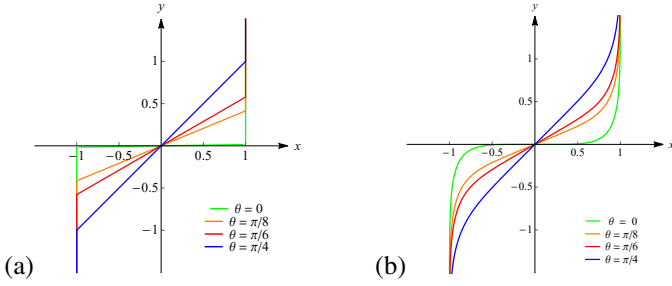 y
1
0.5
x
−1
−0.5
0.5
1
−0.5
−1
θ = 0
θ = π/8
θ = π/6
θ = π/4
(a)
y
1
0.5
x
−1
−0.5
0.5
1
−0.5
−1
θ = 0
θ = π/8
θ = π/6
θ = π/4
(b)